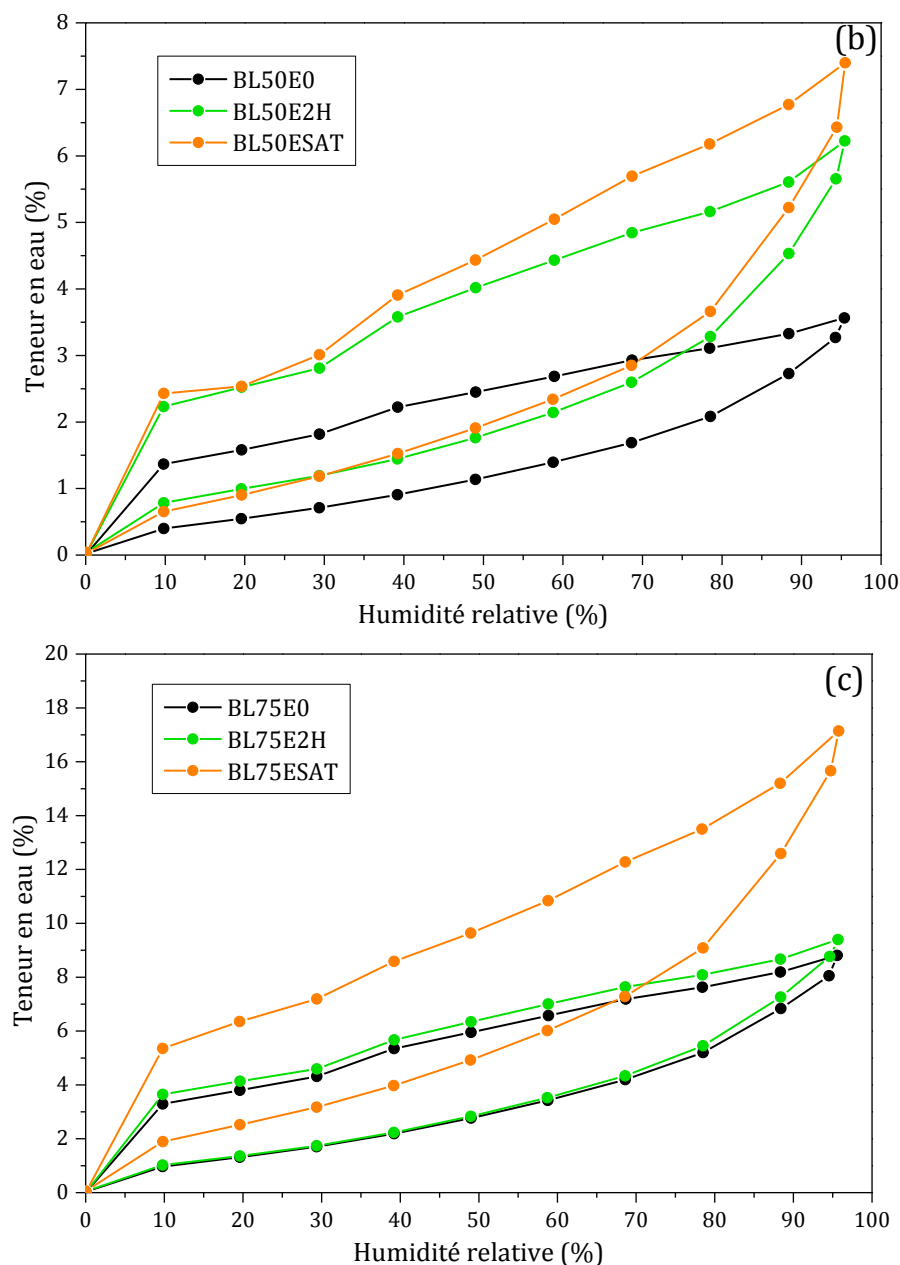 (b)
BL50E0
BL50E2H
BL50ESAT
8
7
6
5
4
3
2
1
0
Teneur en eau (%)
0 10 20 30 40 50 60 70 80 90 100
Humidité relative (%)
(c)
BL75E0
BL75E2H
BL75ESAT
20
18
16
14
12
10
8
6
4
2
0
Teneur en eau (%)
0 10 20 30 40 50 60 70 80 90 100
Humidité relative (%)